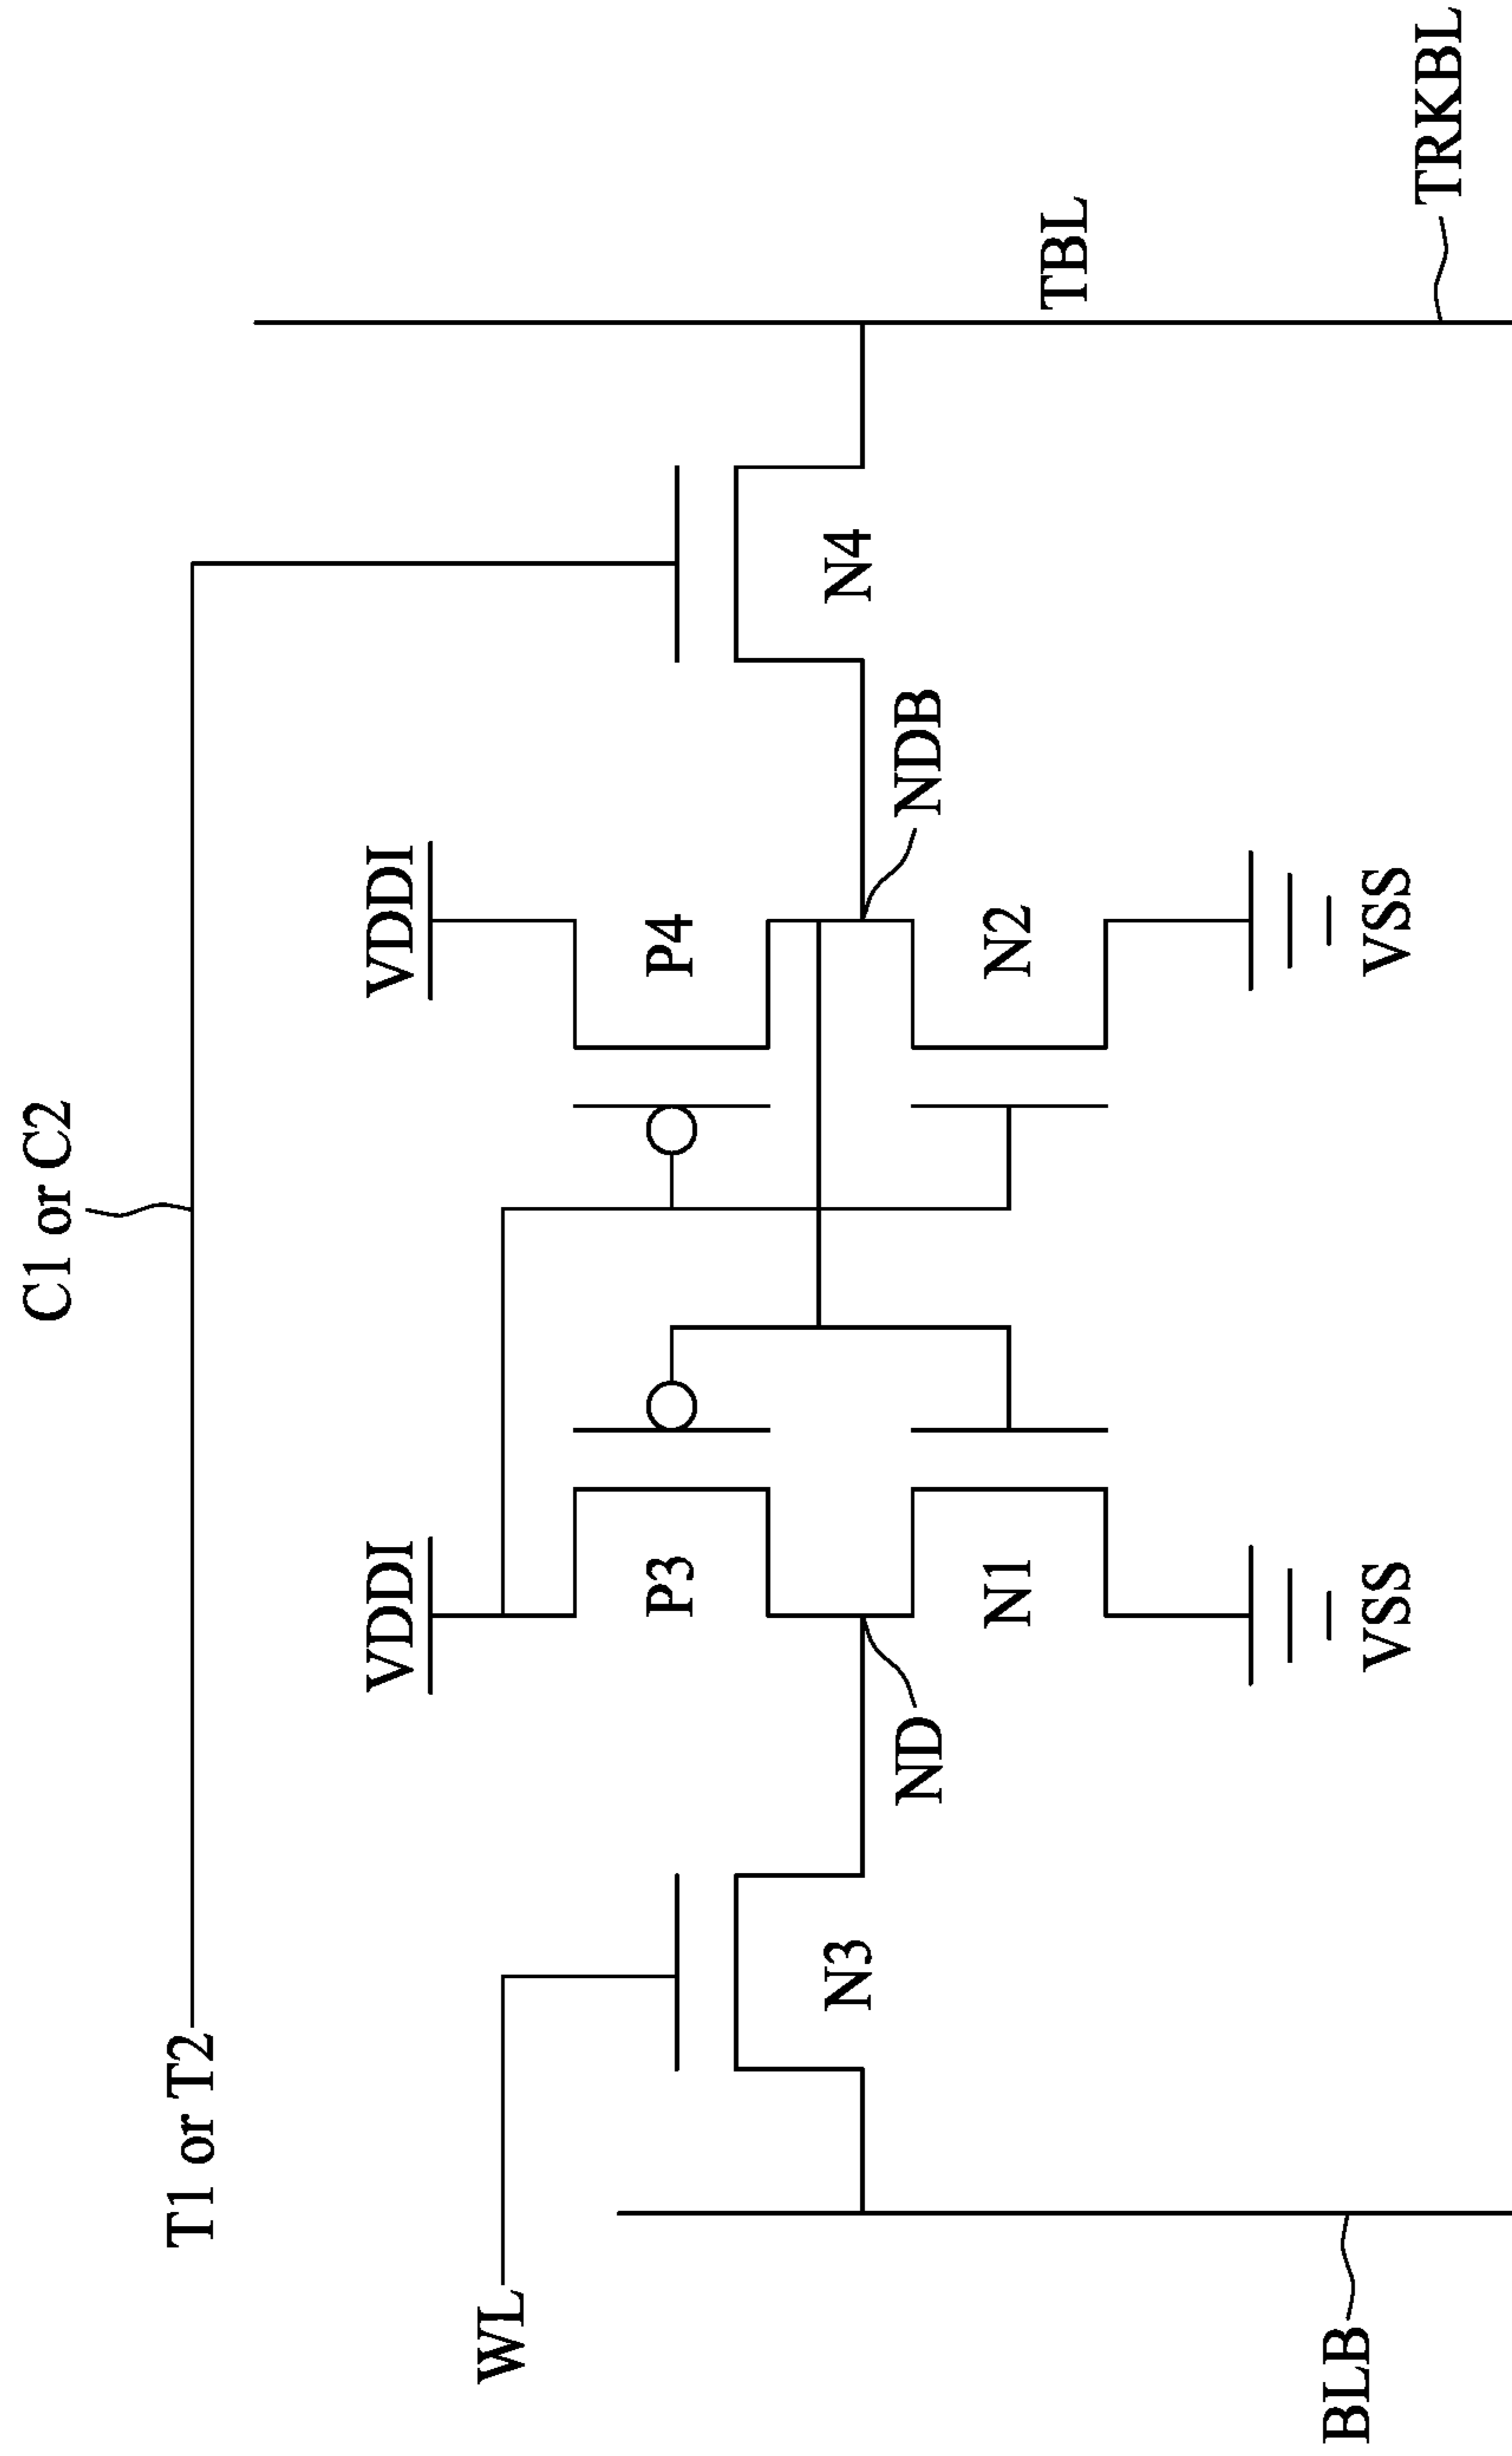 C1 or C2
T1 or T2
VDDI
VDDI
WL
P3
P4
N3
N4
ND
NDB
N1
N2
TBL
VSS
VSS
BLB
TRKBL